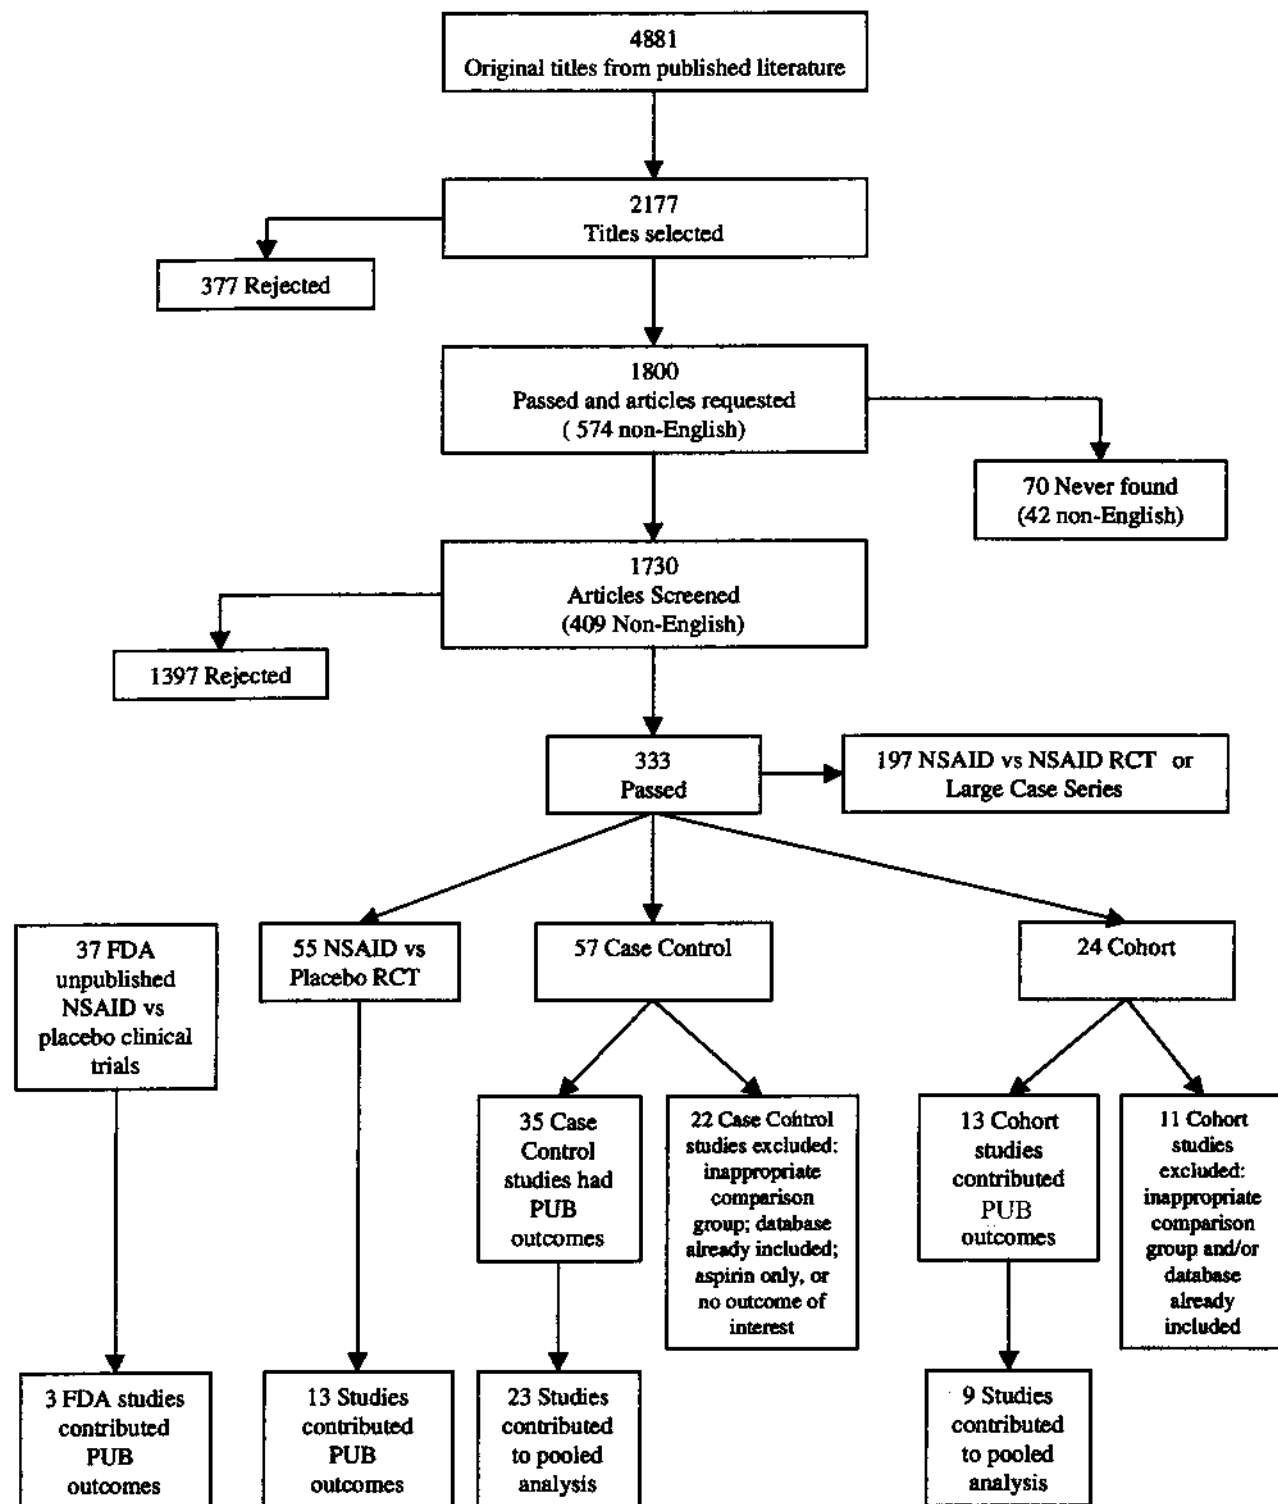 4881
Original titles from published literature
2177
Titles selected
377 Rejected
1800
Passed and articles requested
( 574 non-English)
70 Never found
(42 non-English)
1730
Articles Screened
(409 Non-English)
1397 Rejected
333
Passed
197 NSAID vs NSAID RCT or
Large Case Series
37 FDA
unpublished
NSAID vs
placebo clinical
trials
55 NSAID vs
Placebo RCT
57 Case Control
24 Cohort
35 Case
Control
studies had
PUB
outcomes
22 Case Control
studies excluded:
inappropriate
comparison
group; database
already included;
aspirin only, or
no outcome of
interest
13 Cohort
studies
contributed
PUB
outcomes
11 Cohort
studies
excluded:
inappropriate
comparison
group and/or
database
already
included
3 FDA studies
contributed
PUB
outcomes
13 Studies
contributed
PUB
outcomes
23 Studies
contributed
to pooled
analysis
9 Studies
contributed
to pooled
analysis